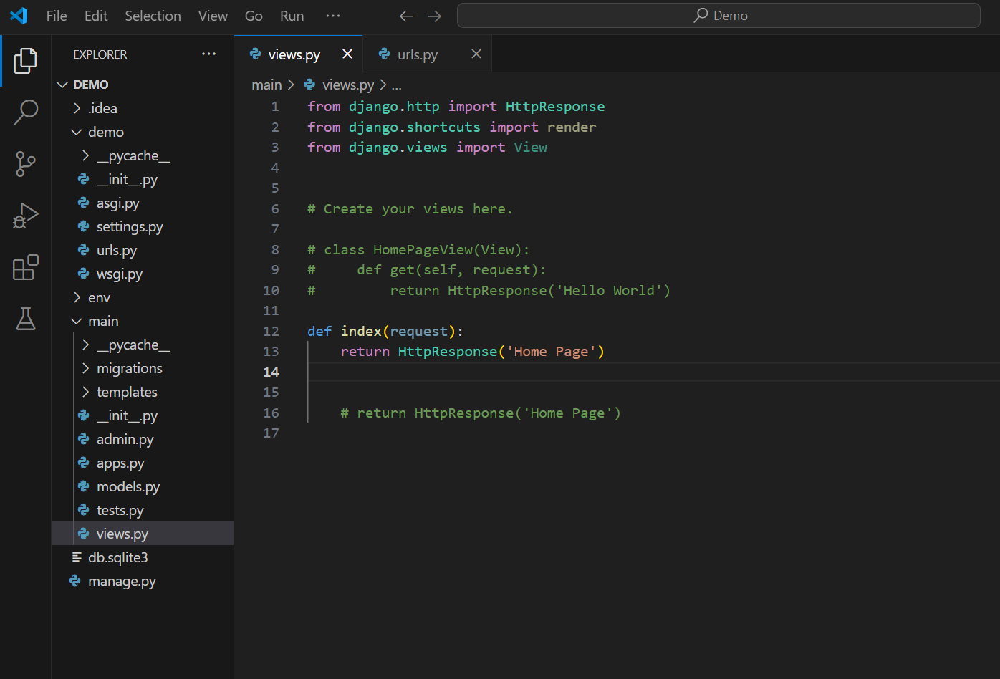 File Edit Selection View Go Run ··· Demo
EXPLORER ···
DEMO
.idea
demo
__pycache__
__init__.py
asgi.py
settings.py
urls.py
wsgi.py
env
main
__pycache__
migrations
templates
__init__.py
admin.py
apps.py
models.py
tests.py
views.py
db.sqlite3
manage.py
views.py urls.py
main > views.py > ...
1 from django.http import HttpResponse
2 from django.shortcuts import render
3 from django.views import View
4
5
6 # Create your views here.
7
8 # class HomePageView(View):
9 #     def get(self, request):
10 #         return HttpResponse('Hello World')
11
12 def index(request):
13     return HttpResponse('Home Page')
14
15
16     # return HttpResponse('Home Page')
17